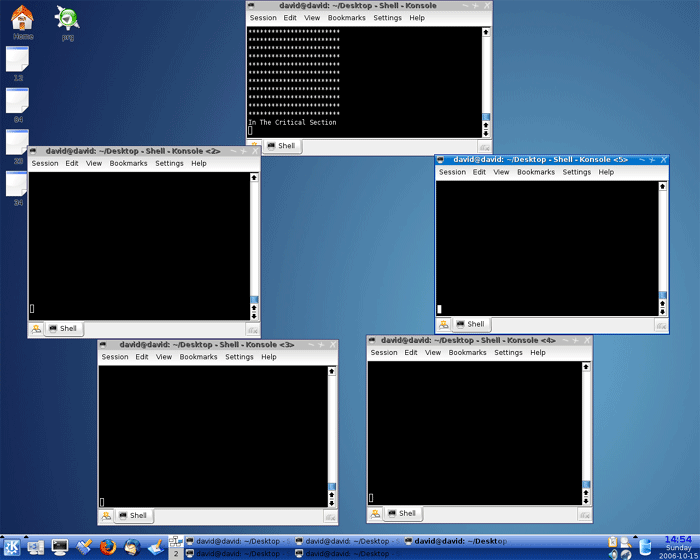 david@david: ~/Desktop - Shell - Konsole
Session Edit View Bookmarks Settings Help
*************************
*************************
*************************
*************************
*************************
*************************
*************************
*************************
*************************
In The Critical Section
Shell
Home
prg
david@david: ~/Desktop - Shell - Konsole <2>
Session Edit View Bookmarks Settings Help
Shell
david@david: ~/Desktop - Shell - Konsole <5>
Session Edit View Bookmarks Settings Help
Shell
david@david: ~/Desktop - Shell - Konsole <3>
Session Edit View Bookmarks Settings Help
Shell
david@david: ~/Desktop - Shell - Konsole <4>
Session Edit View Bookmarks Settings Help
Shell
2
david@david: ~/Desktop -
david@david: ~/Desktop -
david@david: ~/Desktop
david@david: ~/Desktop -
david@david: ~/Desktop -
14:54
Sunday
2006-10-15